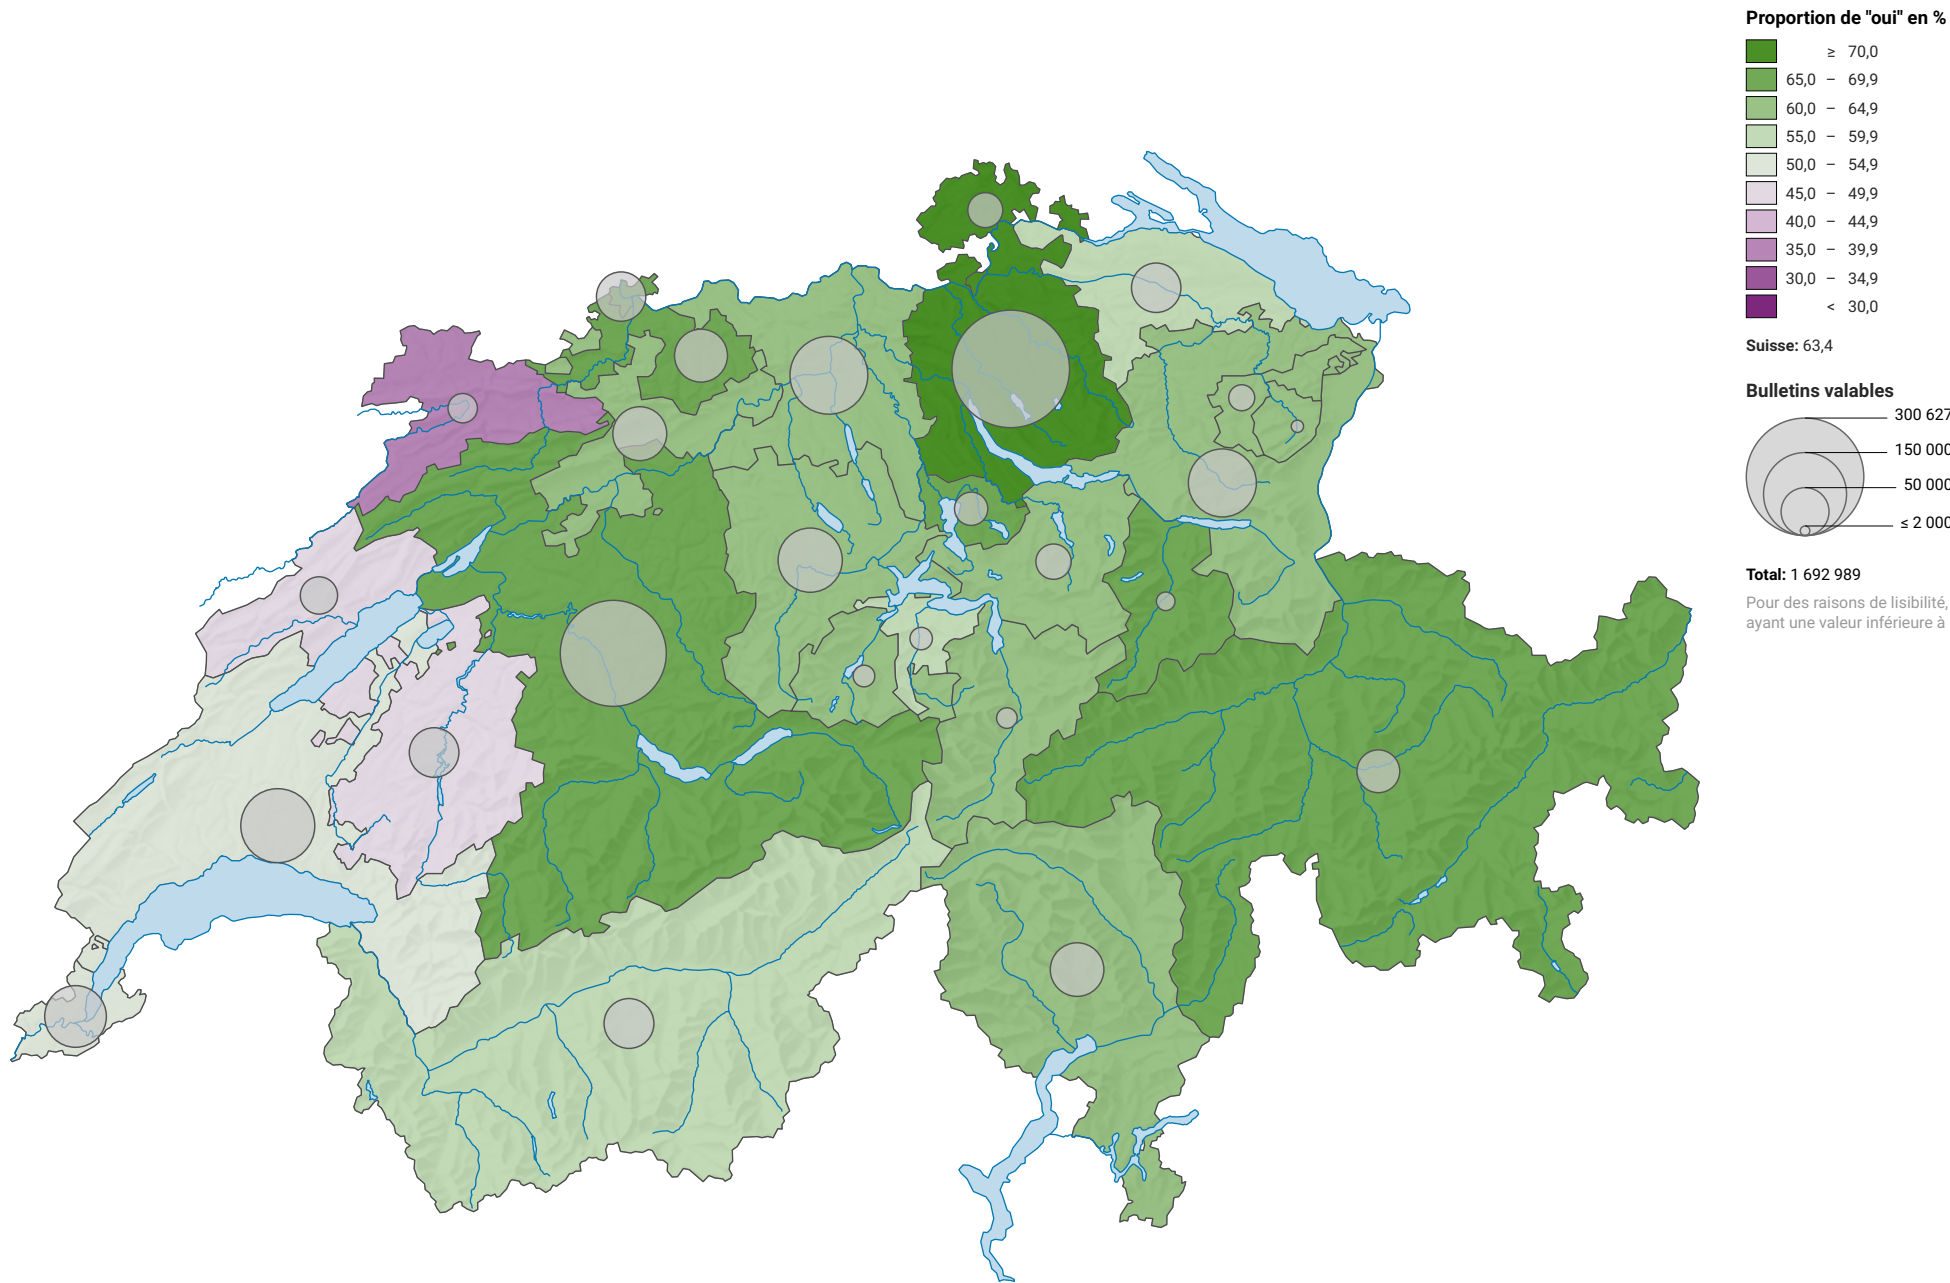 Proportion de "oui" en %
≥ 70,0
65,0 – 69,9
60,0 – 64,9
55,0 – 59,9
50,0 – 54,9
45,0 – 49,9
40,0 – 44,9
35,0 – 39,9
30,0 – 34,9
< 30,0
Suisse: 63,4
Bulletins valables
300 627
150 000
50 000
≤ 2 000
Total: 1 692 989
Pour des raisons de lisibilité,
ayant une valeur inférieure à